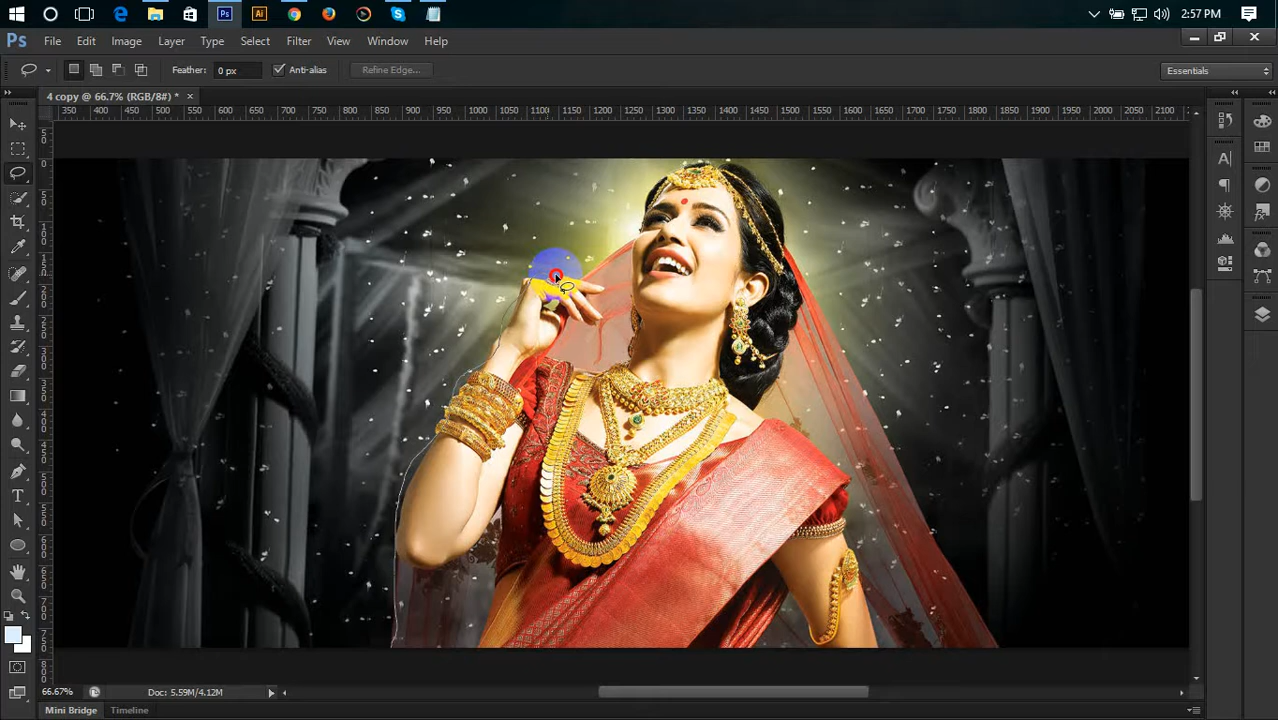 2:57 PM
Ps File Edit Image Layer Type Select Filter View Window Help
Feather: 0 px Anti-alias Refine Edge... Essentials
4 copy @ 66.7% (RGB/8#) * ×
350 400 450 500 550 600 650 700 750 800 850 900 950 1000 1050 1100 1150 1200 1250 1300 1350 1400 1450 1500 1550 1600 1650 1700 1750 1800 1850 1900 1950 2000 2050 2100
66.67% Doc: 5.59M/4.12M
Mini Bridge Timeline